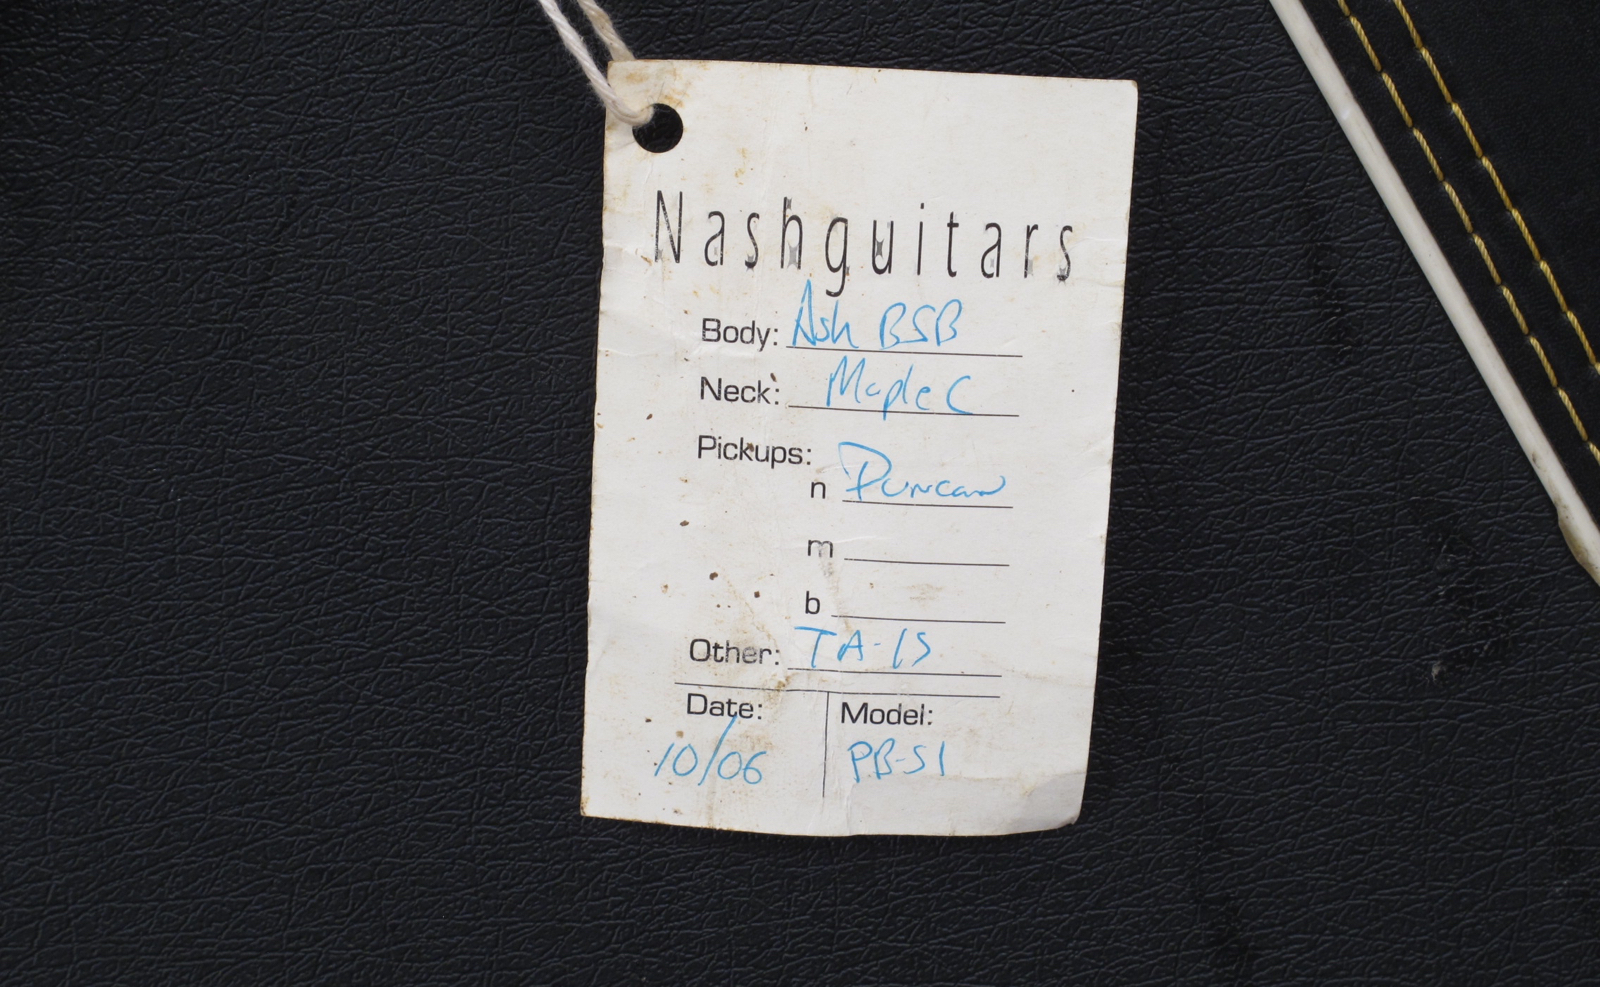 Nashguitars
Body: Ash BSB
Neck: Maple C
Pickups:
n Duncan
m
b
Other: TA-15
Date: Model:
10/06 PB-51